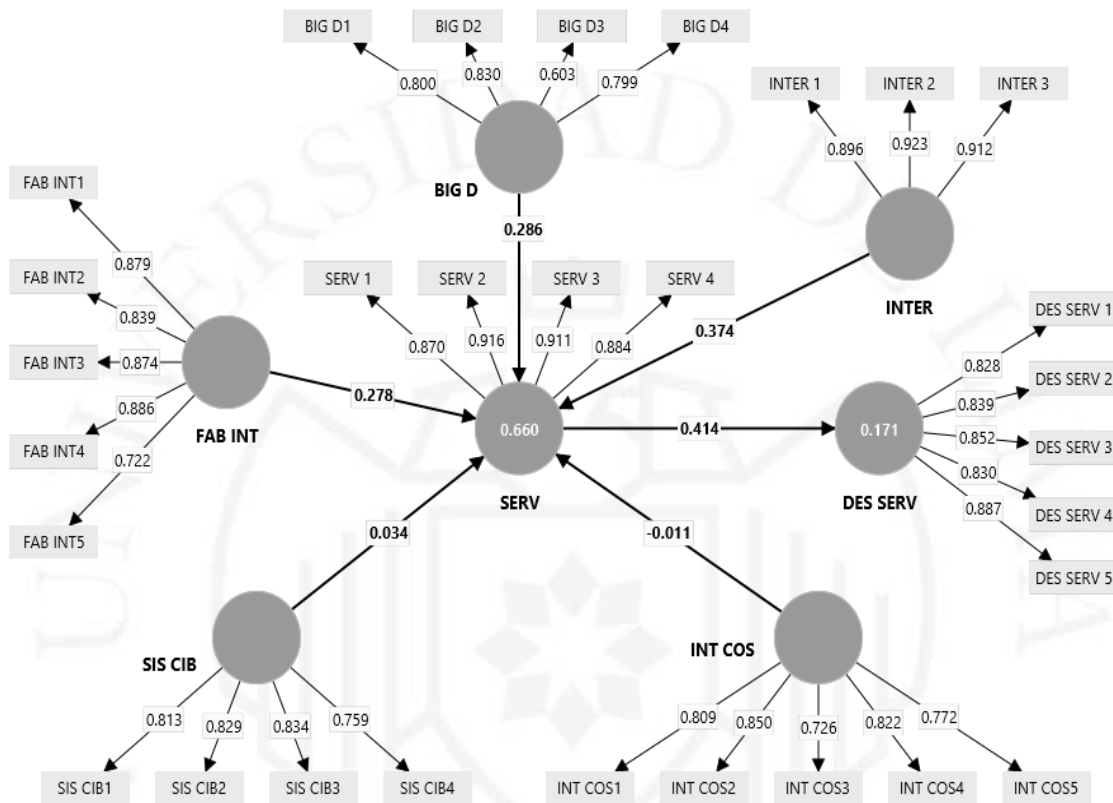 BIG D1
BIG D2
BIG D3
BIG D4
0.800
0.830
0.603
0.799
BIG D
0.286
INTER 1
INTER 2
INTER 3
0.896
0.923
0.912
INTER
0.374
FAB INT1
FAB INT2
FAB INT3
FAB INT4
FAB INT5
0.879
0.839
0.874
0.886
0.722
FAB INT
0.278
SERV 1
SERV 2
SERV 3
SERV 4
0.870
0.916
0.911
0.884
0.660
SERV
0.414
0.171
DES SERV
0.828
0.839
0.852
0.830
0.887
DES SERV 1
DES SERV 2
DES SERV 3
DES SERV 4
DES SERV 5
0.034
SIS CIB
0.813
0.829
0.834
0.759
SIS CIB1
SIS CIB2
SIS CIB3
SIS CIB4
-0.011
INT COS
0.809
0.850
0.726
0.822
0.772
INT COS1
INT COS2
INT COS3
INT COS4
INT COS5